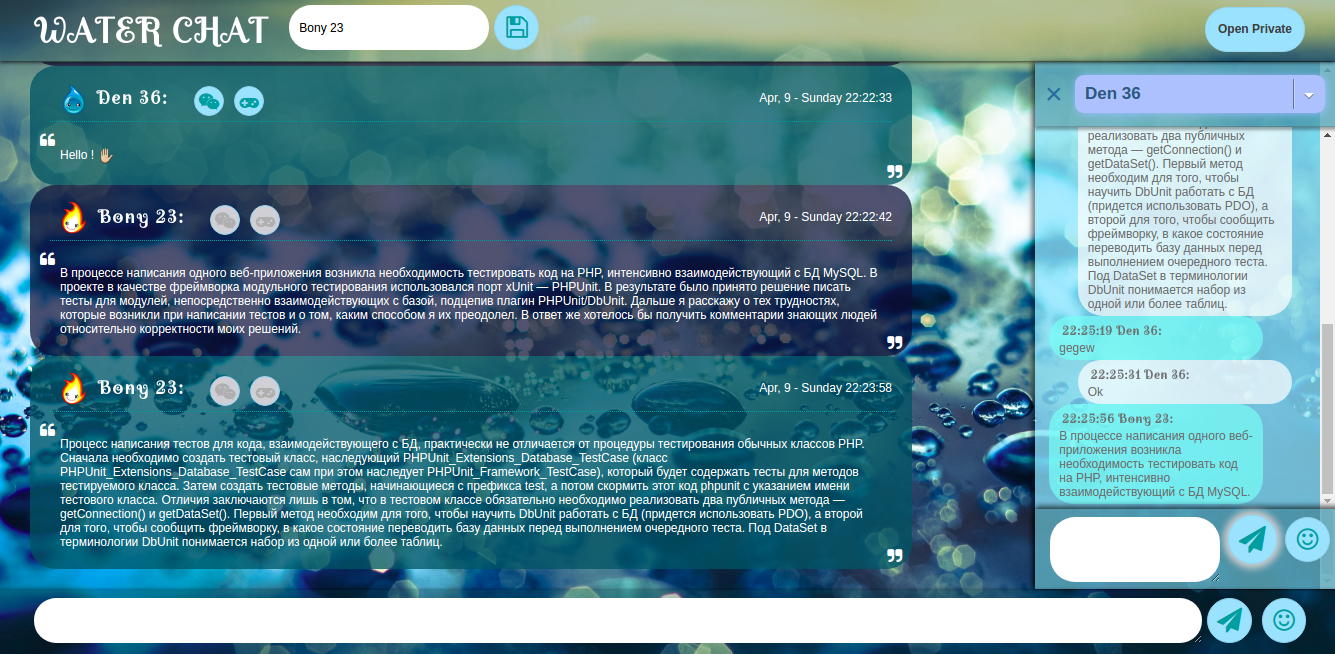 WATER CHAT
Bony 23
Open Private
Den 36:
Apr, 9 - Sunday 22:22:33
Hello ! 🖐🏻
Bony 23:
Apr, 9 - Sunday 22:22:42
В процессе написания одного веб-приложения возникла необходимость тестировать код на PHP, интенсивно взаимодействующий с БД MySQL. В
проекте в качестве фреймворка модульного тестирования использовался порт xUnit — PHPUnit. В результате было принято решение писать
тесты для модулей, непосредственно взаимодействующих с базой, подцепив плагин PHPUnit/DbUnit. Дальше я расскажу о тех трудностях,
которые возникли при написании тестов и о том, каким способом я их преодолел. В ответ же хотелось бы получить комментарии знающих людей
относительно корректности моих решений.
Bony 23:
Apr, 9 - Sunday 22:23:58
Процесс написания тестов для кода, взаимодействующего с БД, практически не отличается от процедуры тестирования обычных классов PHP.
Сначала необходимо создать тестовый класс, наследующий PHPUnit_Extensions_Database_TestCase (класс
PHPUnit_Extensions_Database_TestCase сам при этом наследует PHPUnit_Framework_TestCase), который будет содержать тесты для методов
тестируемого класса. Затем создать тестовые методы, начинающиеся с префикса test, а потом скормить этот код phpunit с указанием имени
тестового класса. Отличия заключаются лишь в том, что в тестовом классе обязательно необходимо реализовать два публичных метода —
getConnection() и getDataSet(). Первый метод необходим для того, чтобы научить DbUnit работать с БД (придется использовать PDO), а второй
для того, чтобы сообщить фреймворку, в какое состояние переводить базу данных перед выполнением очередного теста. Под DataSet в
терминологии DbUnit понимается набор из одной или более таблиц.
Den 36
реализовать два публичных
метода — getConnection() и
getDataSet(). Первый метод
необходим для того, чтобы
научить DbUnit работать с БД
(придется использовать PDO), а
второй для того, чтобы сообщить
фреймворку, в какое состояние
переводить базу данных перед
выполнением очередного теста.
Под DataSet в терминологии
DbUnit понимается набор из
одной или более таблиц.
22:25:19 Den 36:
gegew
22:25:31 Den 36:
Ok
22:25:56 Bony 23:
В процессе написания одного веб-
приложения возникла
необходимость тестировать код
на PHP, интенсивно
взаимодействующий с БД MySQL.